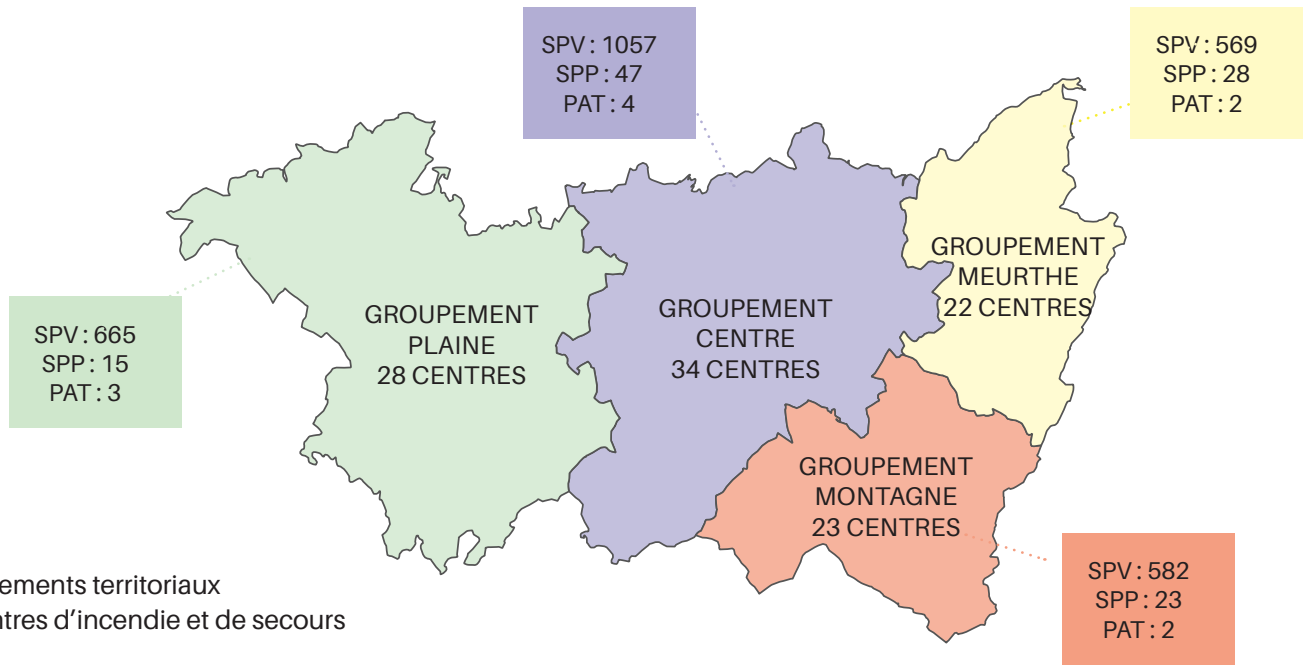 SPV : 1057
SPP : 47
PAT : 4
SPV : 569
SPP : 28
PAT : 2
GROUPEMENT
MEURTHE
22 CENTRES
GROUPEMENT
PLAINE
28 CENTRES
GROUPEMENT
CENTRE
34 CENTRES
SPV : 665
SPP : 15
PAT : 3
GROUPEMENT
MONTAGNE
23 CENTRES
SPV : 582
SPP : 23
PAT : 2
ements territoriaux
ntres d'incendie et de secours